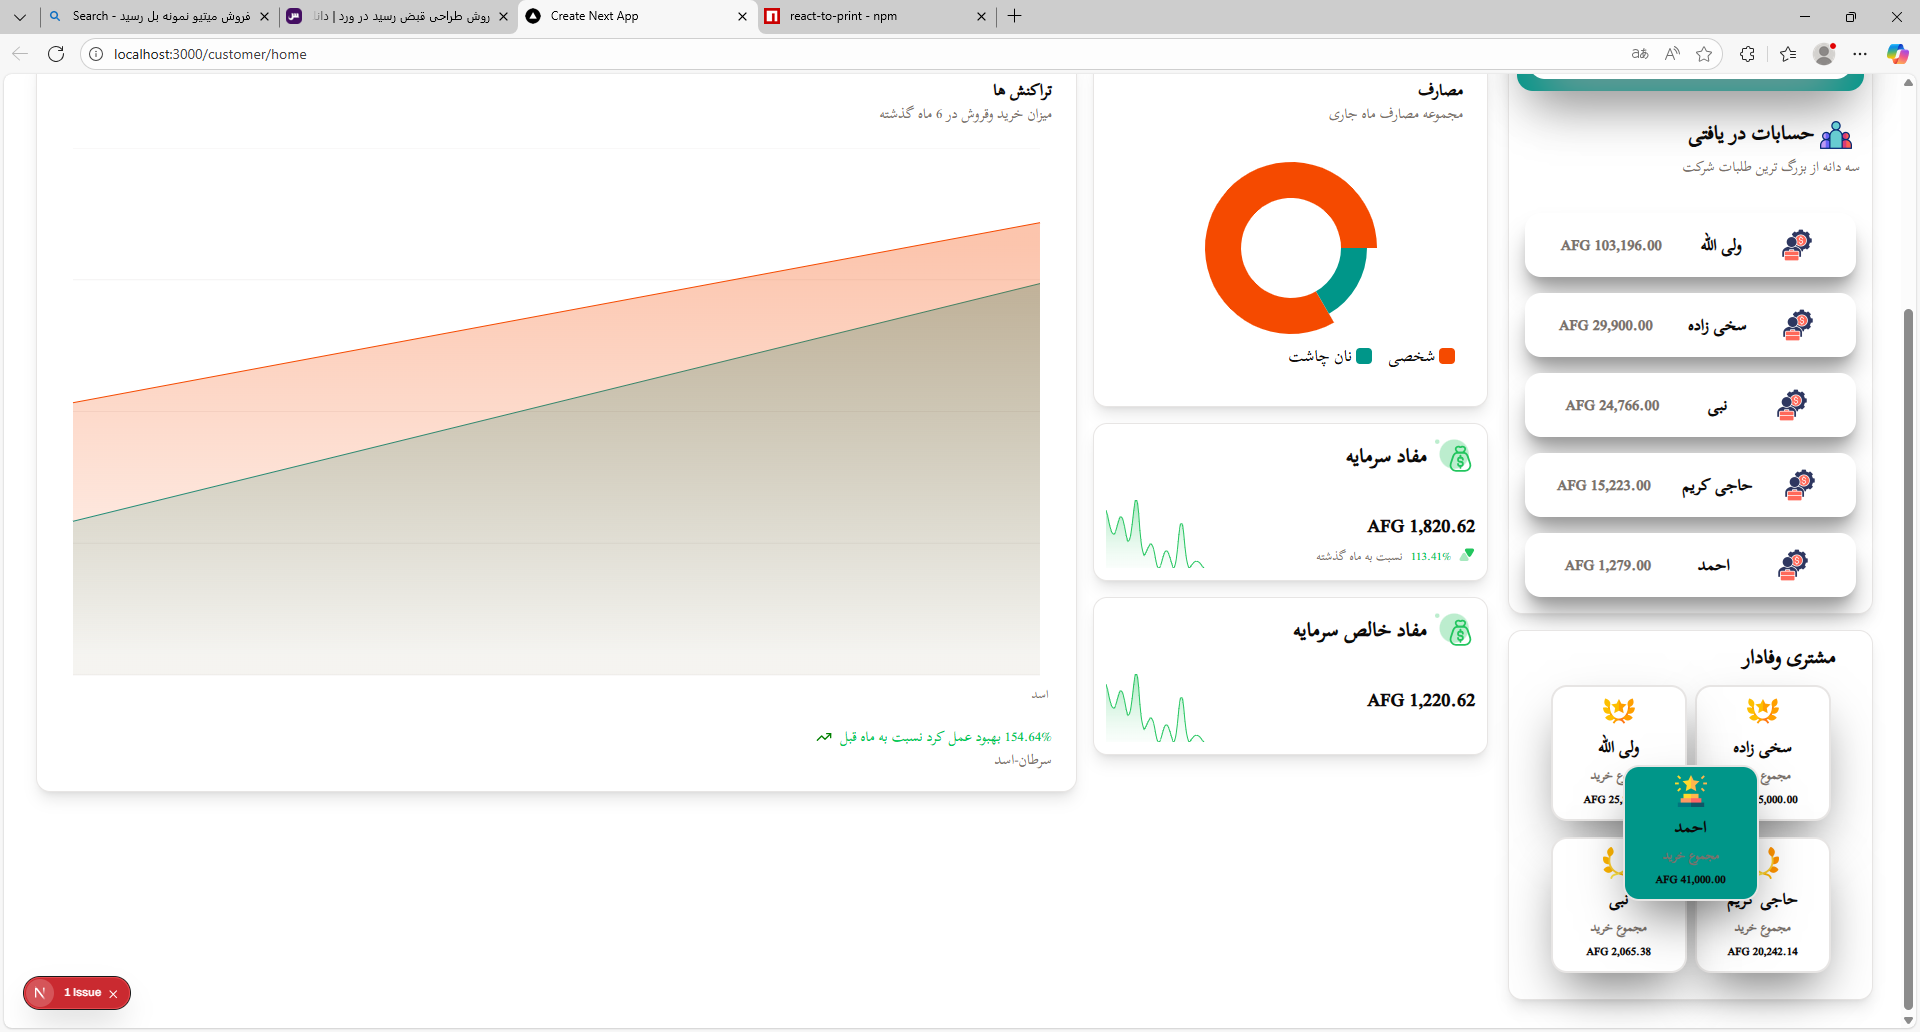 فروش میتیو نمونه بل رسید - Search
روش طراحی قبض رسید در ورد | دانا
Create Next App
react-to-print - npm
localhost:3000/customer/home
حسابات در یافتی
سه دانه از بزرگ ترین طلبات شرکت
ولی الله
AFG 103,196.00
سخی زاده
AFG 29,900.00
نبی
AFG 24,766.00
حاجی کریم
AFG 15,223.00
احمد
AFG 1,279.00
مشتری وفادار
سخی زاده
مجموع
5,000.00
ولی الله
ع خرید
AFG 25,
احمد
مجموع خرید
AFG 41,000.00
حاجی کریم
مجموع خرید
AFG 20,242.14
نبی
مجموع خرید
AFG 2,065.38
مصارف
مجموعه مصارف ماه جاری
شخصی
نان چاشت
مفاد سرمایه
AFG 1,820.62
113.41% نسبت به ماه گذشته
مفاد خالص سرمایه
AFG 1,220.62
تراکنش ها
میزان خرید وفروش در 6 ماه گذشته
اسد
154.64% بهبود عمل کرد نسبت به ماه قبل
سرطان-اسد
N 1 Issue